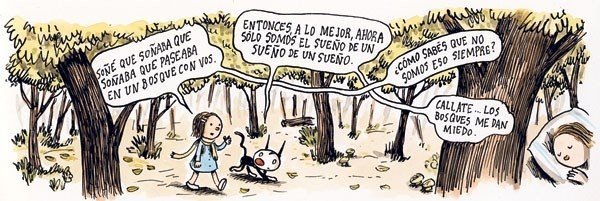 SOÑÉ QUE SOÑABA QUE
SOÑABA QUE PASEABA
EN UN BOSQUE CON VOS.
ENTONCES, A LO MEJOR, AHORA
SÓLO SOMOS EL SUEÑO DE UN
SUEÑO DE UN SUEÑO.
¿CÓMO SABES QUE NO
SOMOS ESO SIEMPRE?
CALLATE... LOS
BOSQUES ME DAN
MIEDO.